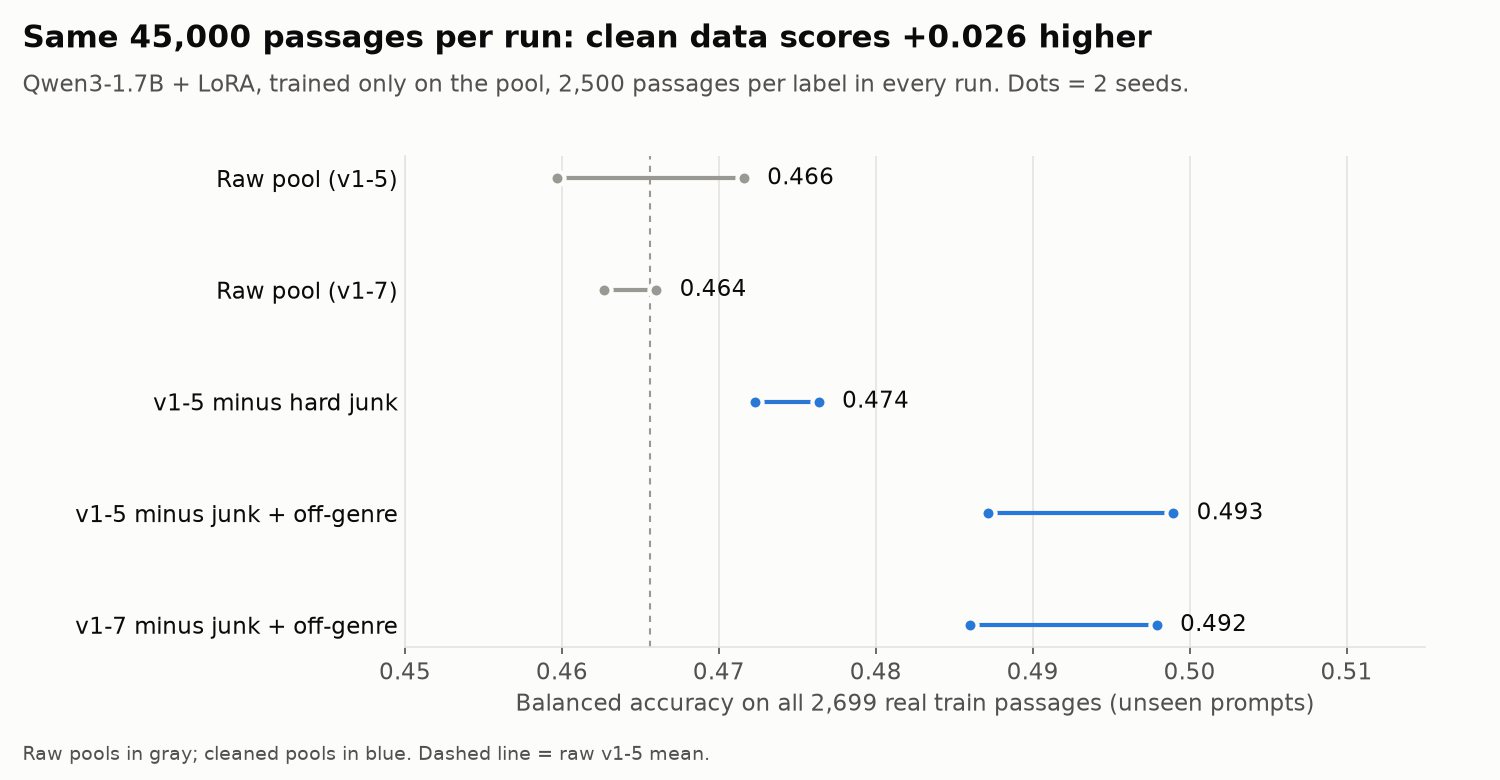 Same 45,000 passages per run: clean data scores +0.026 higher
Qwen3-1.7B + LoRA, trained only on the pool, 2,500 passages per label in every run. Dots = 2 seeds.
Raw pool (v1-5)
0.466
Raw pool (v1-7)
0.464
v1-5 minus hard junk
0.474
v1-5 minus junk + off-genre
0.493
v1-7 minus junk + off-genre
0.492
0.45 0.46 0.47 0.48 0.49 0.50 0.51
Balanced accuracy on all 2,699 real train passages (unseen prompts)
Raw pools in gray; cleaned pools in blue. Dashed line = raw v1-5 mean.